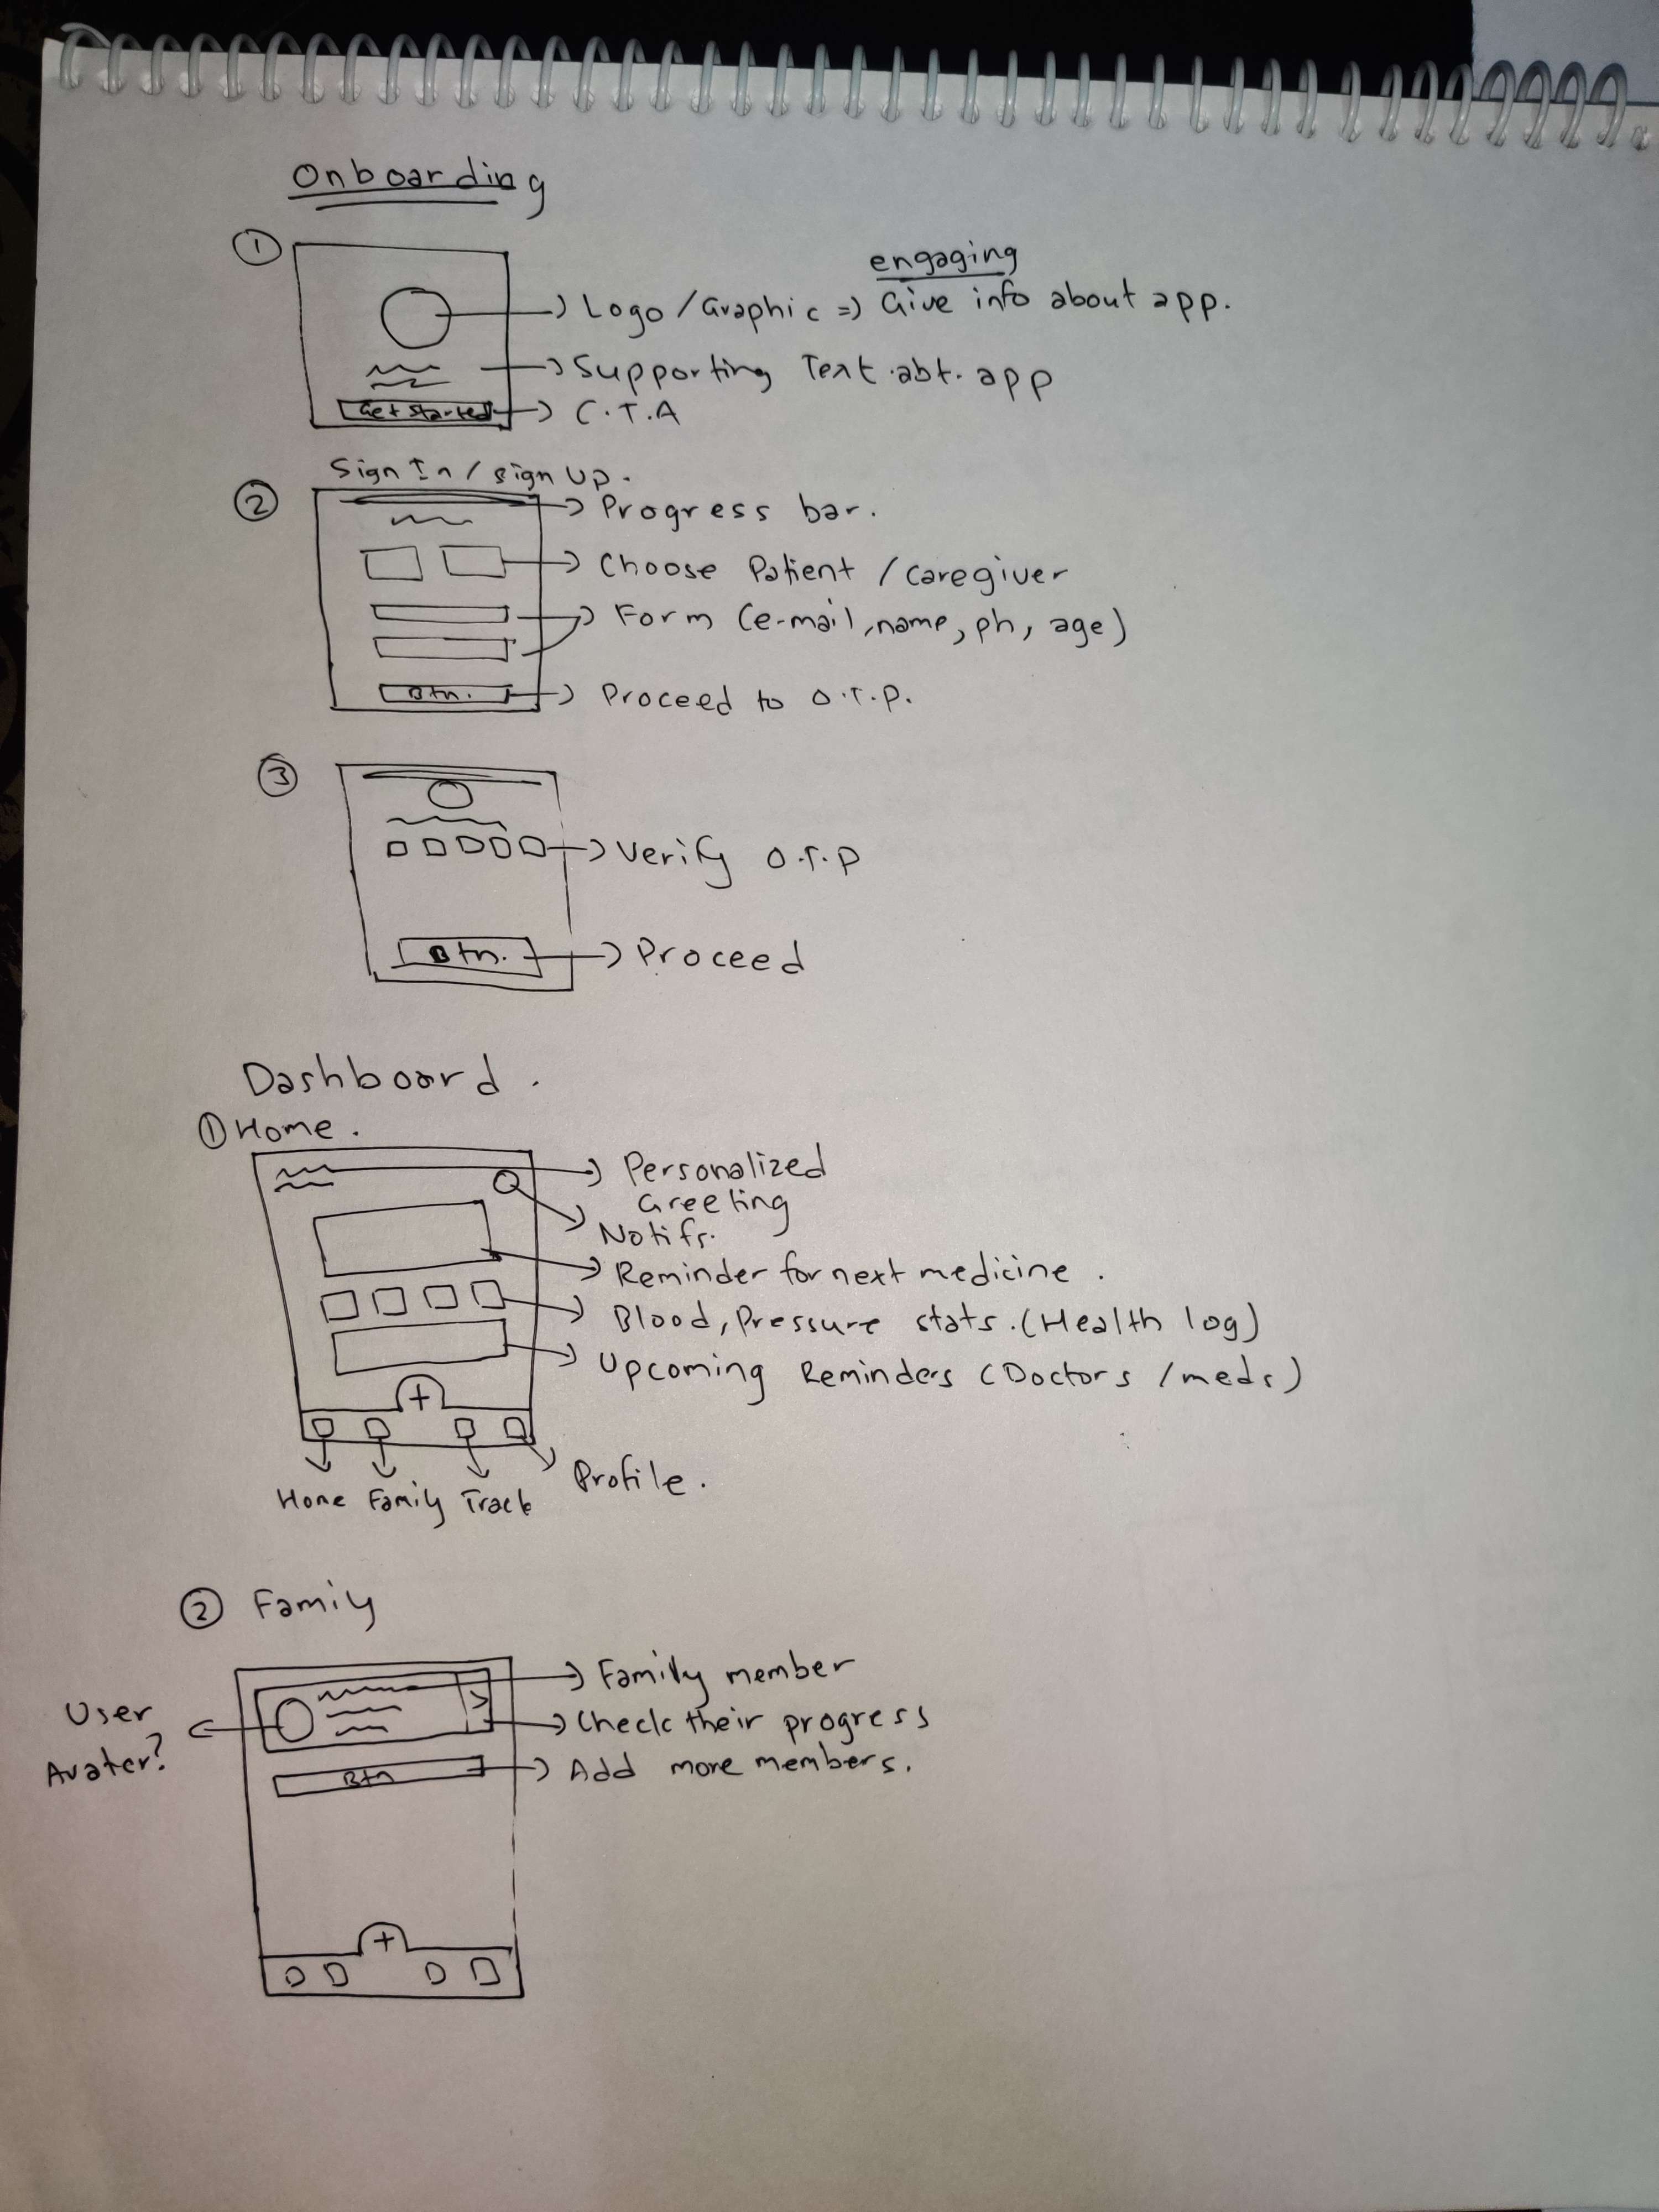 Onboarding
①
engaging
Logo/Graphic => Give info about app.
Supporting Text abt. app
Get Started
C.T.A
Sign In / Sign Up.
②
Progress bar.
Choose Patient / Caregiver
Form (e-mail, name, ph, age)
Btn.
Proceed to O.T.P.
③
Verify O.T.P
Btn.
Proceed
Dashboard.
① Home.
Personalized
Greeting
Notifs.
Reminder for next medicine.
Blood, Pressure stats. (Health log)
Upcoming Reminders (Doctors / meds)
+
Home Family Track Profile.
② Family
Family member
User
Avater?
Check their progress
Btn
Add more members.
+